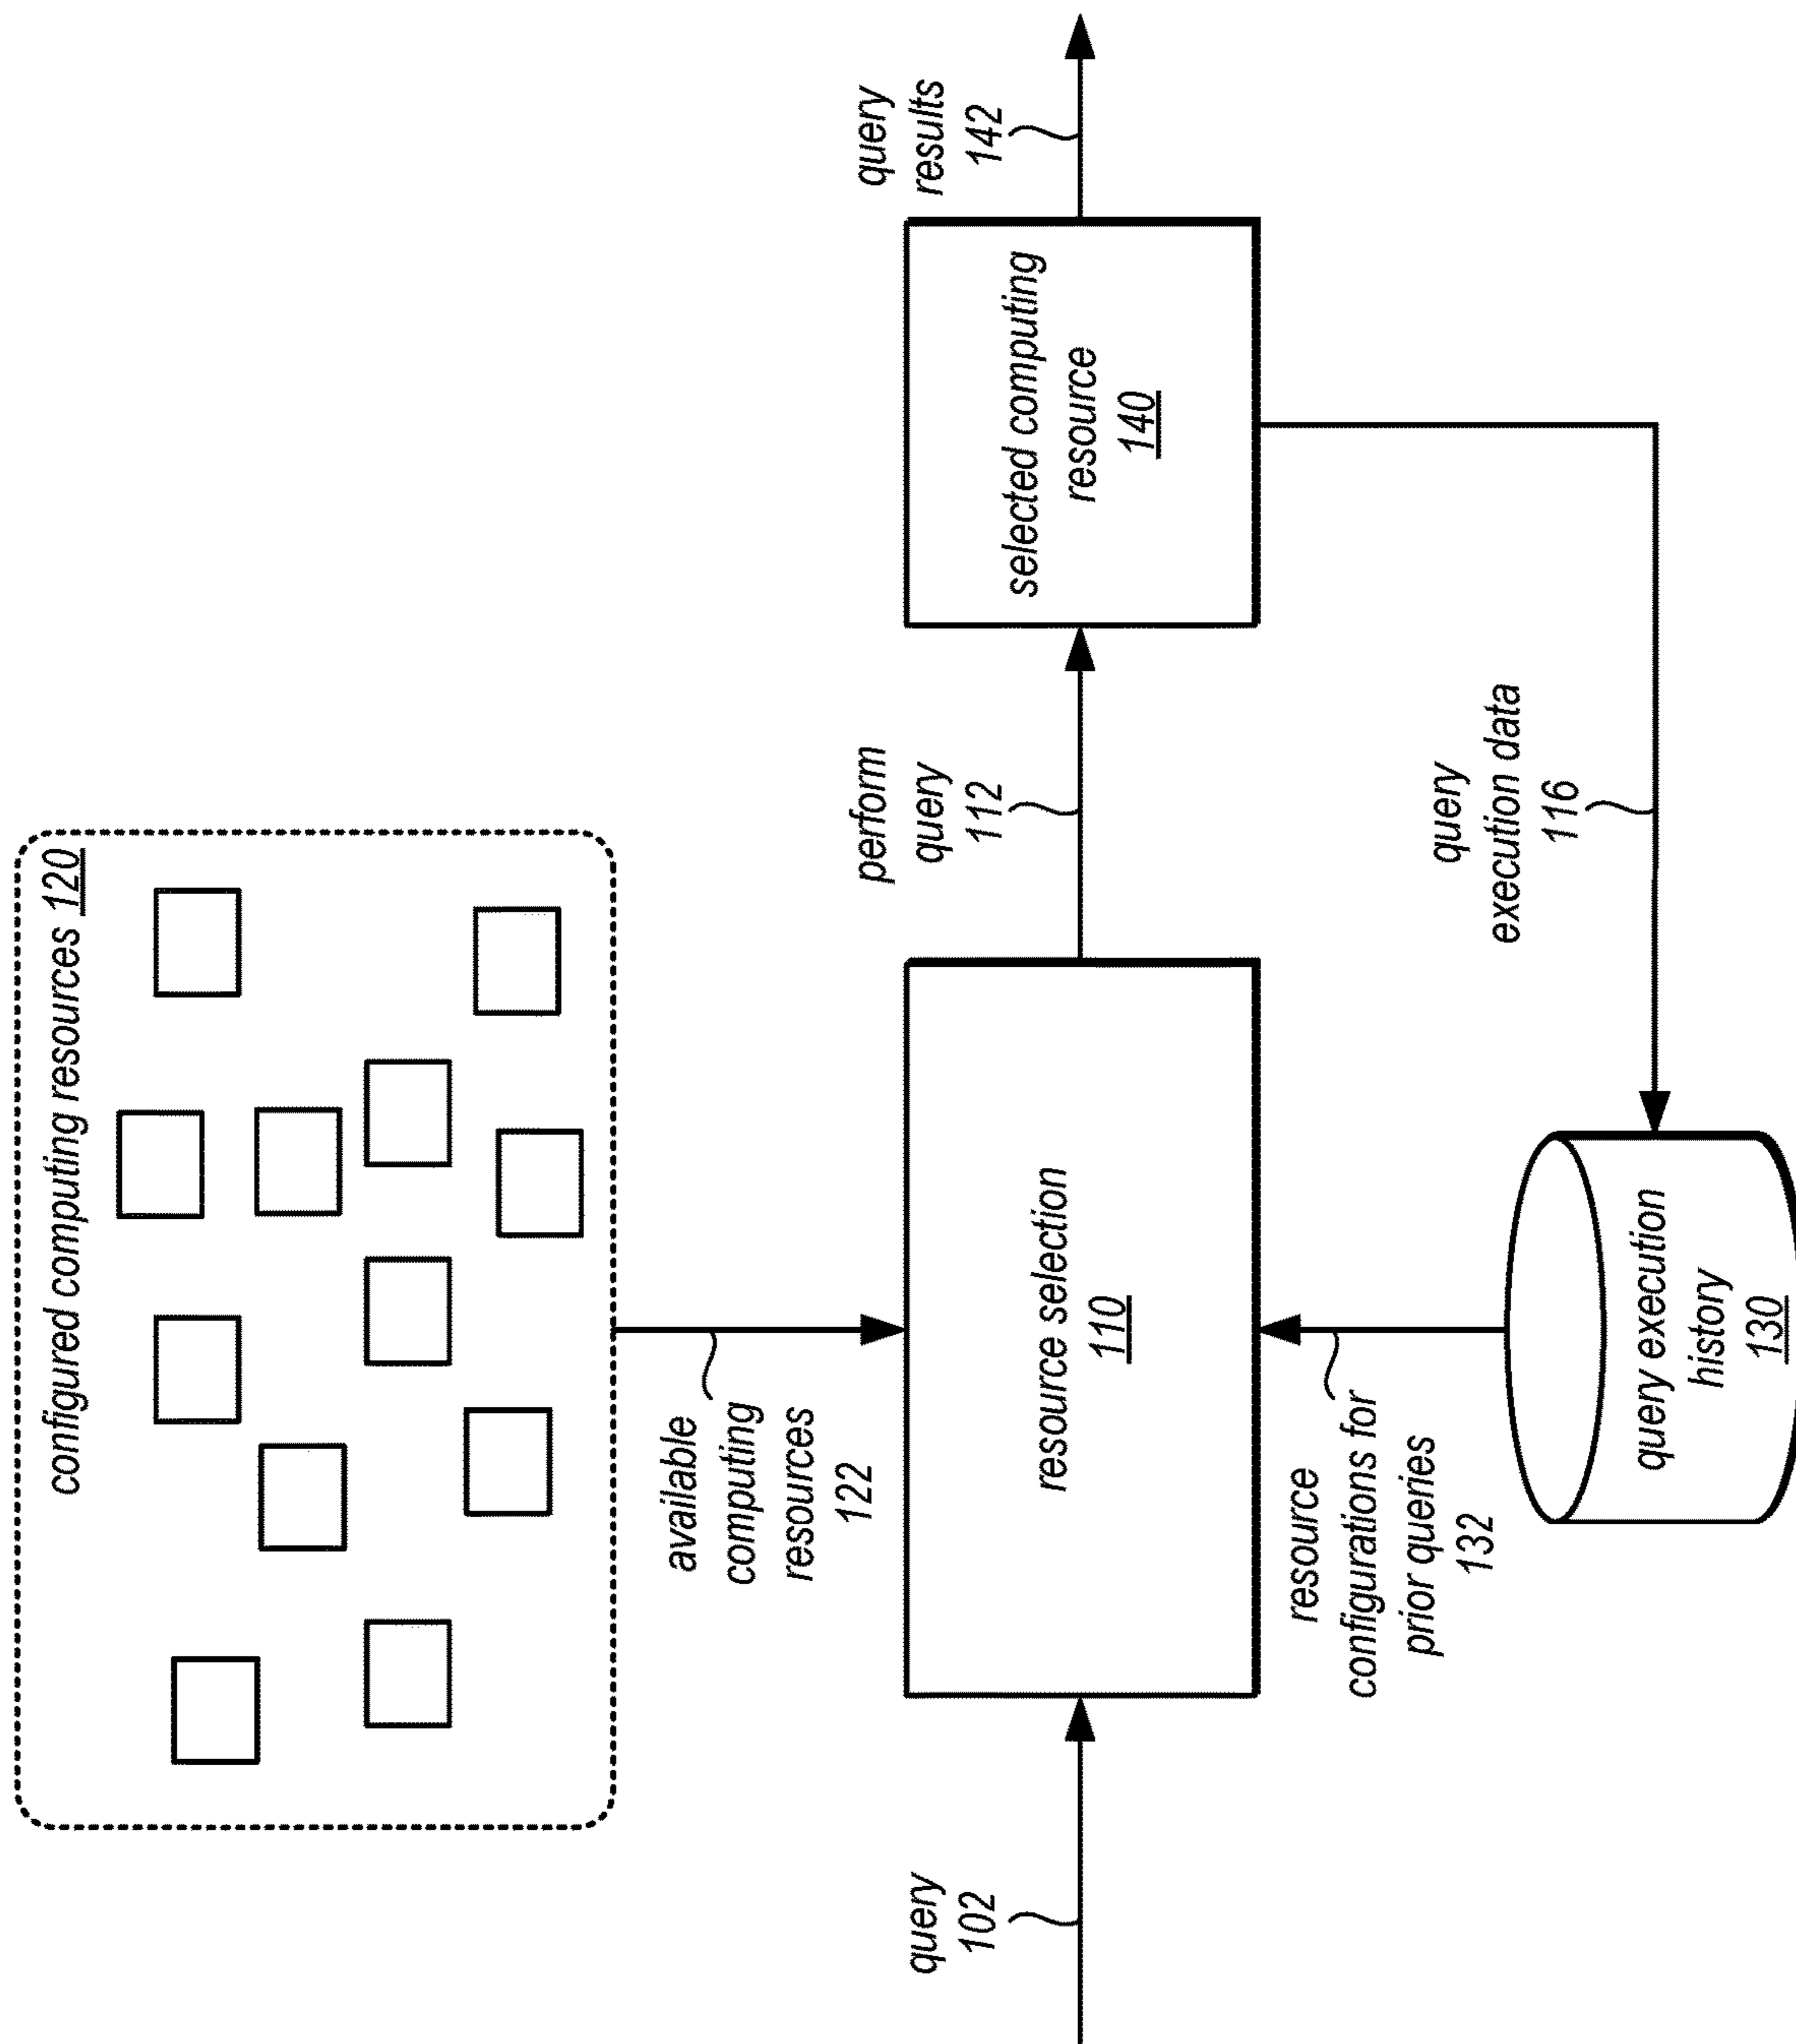 configured computing resources 120
available
computing
resources
122
query
102
resource selection
110
perform
query
112
selected computing
resource
140
query
results
142
resource
configurations for
prior queries
132
query execution
history
130
query
execution data
116